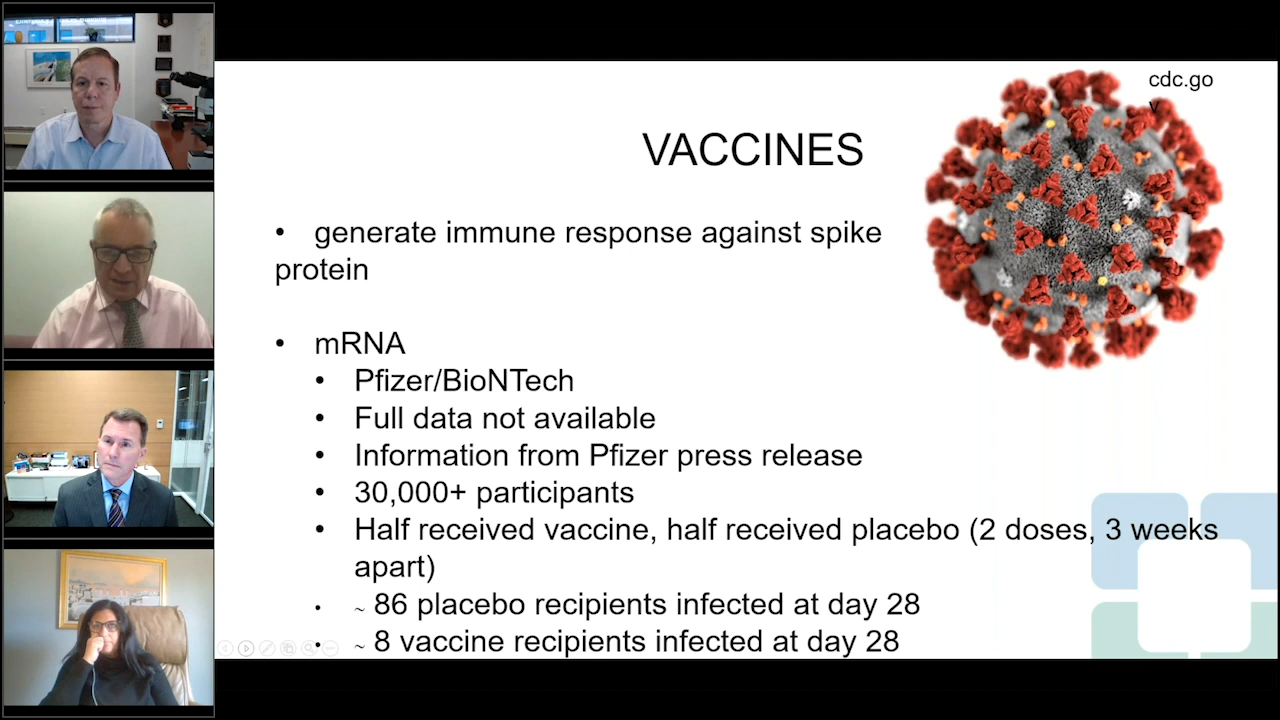 cdc.go
v
VACCINES
• generate immune response against spike
protein
• mRNA
• Pfizer/BioNTech
• Full data not available
• Information from Pfizer press release
• 30,000+ participants
• Half received vaccine, half received placebo (2 doses, 3 weeks
apart)
• ~ 86 placebo recipients infected at day 28
• ~ 8 vaccine recipients infected at day 28